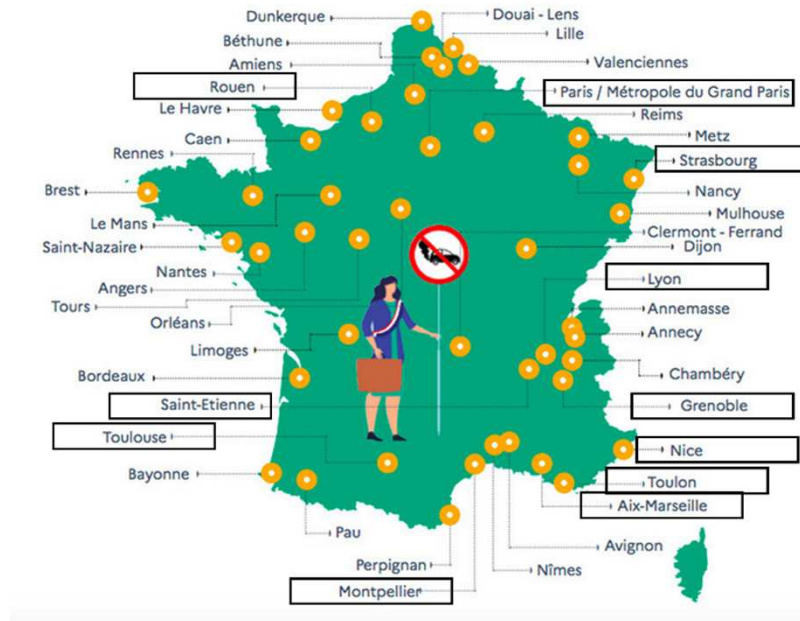 Dunkerque
Douai - Lens
Lille
Béthune
Amiens
Valenciennes
Rouen
Paris / Métropole du Grand Paris
Le Havre
Reims
Caen
Metz
Rennes
Strasbourg
Brest
Nancy
Mulhouse
Le Mans
Clermont - Ferrand
Saint-Nazaire
Dijon
Nantes
Lyon
Angers
Tours
Annemasse
Orléans
Annecy
Limoges
Bordeaux
Chambéry
Saint-Etienne
Grenoble
Toulouse
Nice
Bayonne
Toulon
Aix-Marseille
Pau
Avignon
Perpignan
Nîmes
Montpellier